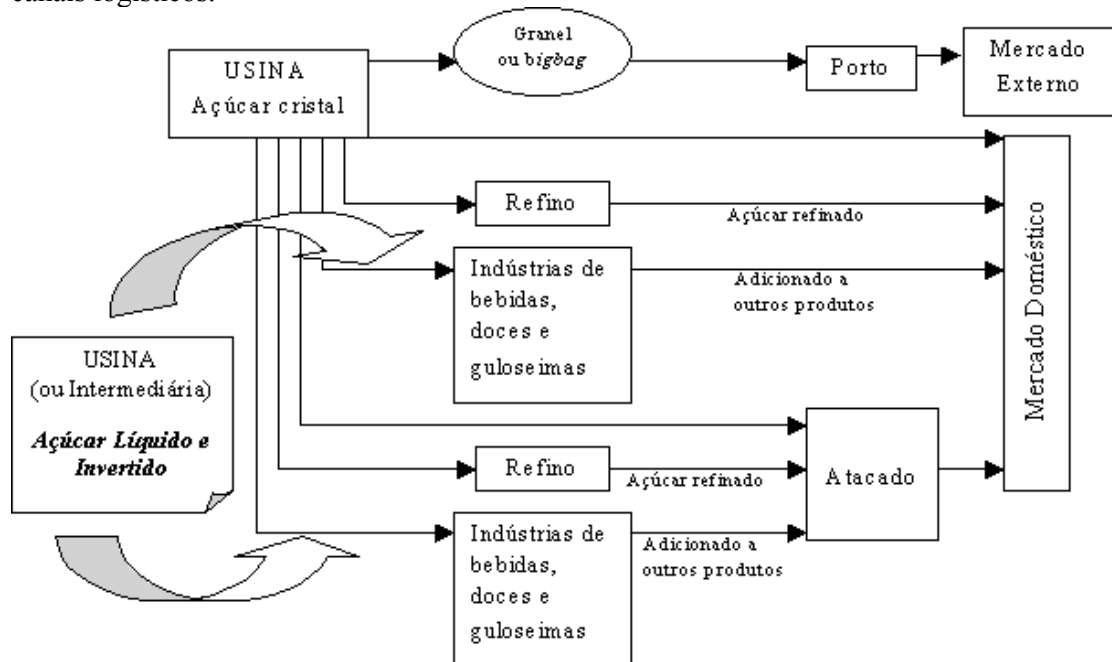 canais logísticos.
Granel
ou bigbag
USINA
Açúcar cristal
Porto
Mercado
Externo
Refino
Açúcar refinado
Indústrias de
bebidas,
doces e
guloseimas
Adicionado a
outros produtos
Mercado Doméstico
USINA
(ou Intermediária)
Açúcar Líquido e
Invertido
Refino
Açúcar refinado
Atacado
Indústrias de
bebidas,
doces e
guloseimas
Adicionado a
outros produtos